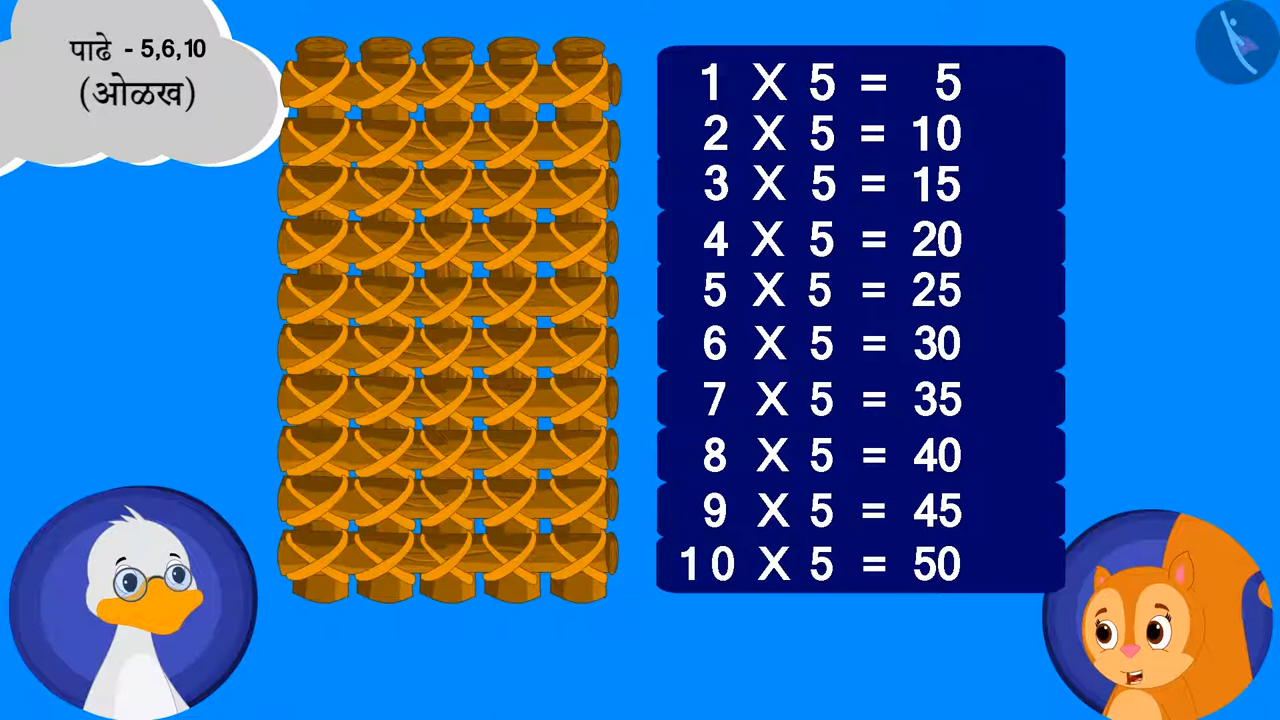 पाढे - 5,6,10
(ओळख)
1 X 5 = 5
2 X 5 = 10
3 X 5 = 15
4 X 5 = 20
5 X 5 = 25
6 X 5 = 30
7 X 5 = 35
8 X 5 = 40
9 X 5 = 45
10 X 5 = 50